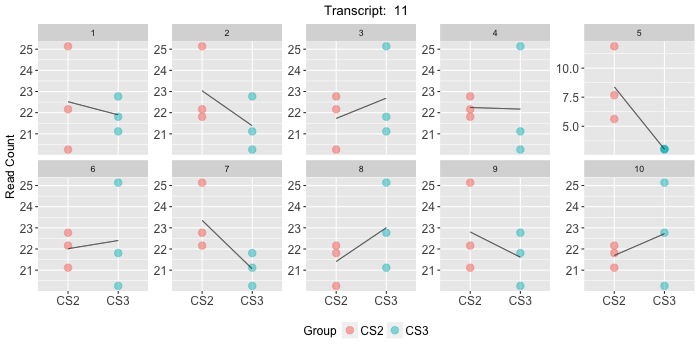 Transcript: 11
1 2 3 4 5
25 25 25 25
24 24 24 24 10.0
23 23 23 23
22 22 22 22 7.5
21 21 21 21 5.0
Read Count
6 7 8 9 10
25 25 25 25 25
24 24 24 24 24
23 23 23 23 23
22 22 22 22 22
21 21 21 21 21
CS2 CS3 CS2 CS3 CS2 CS3 CS2 CS3 CS2 CS3
Group CS2 CS3